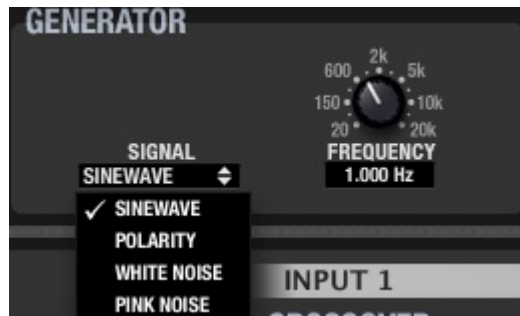 GENERATOR
2k
600 5k
150 10k
20 20k
SIGNAL
FREQUENCY
SINEWAVE
1.000 Hz
✓ SINEWAVE
POLARITY
WHITE NOISE
PINK NOISE
INPUT 1
CROSSOVER